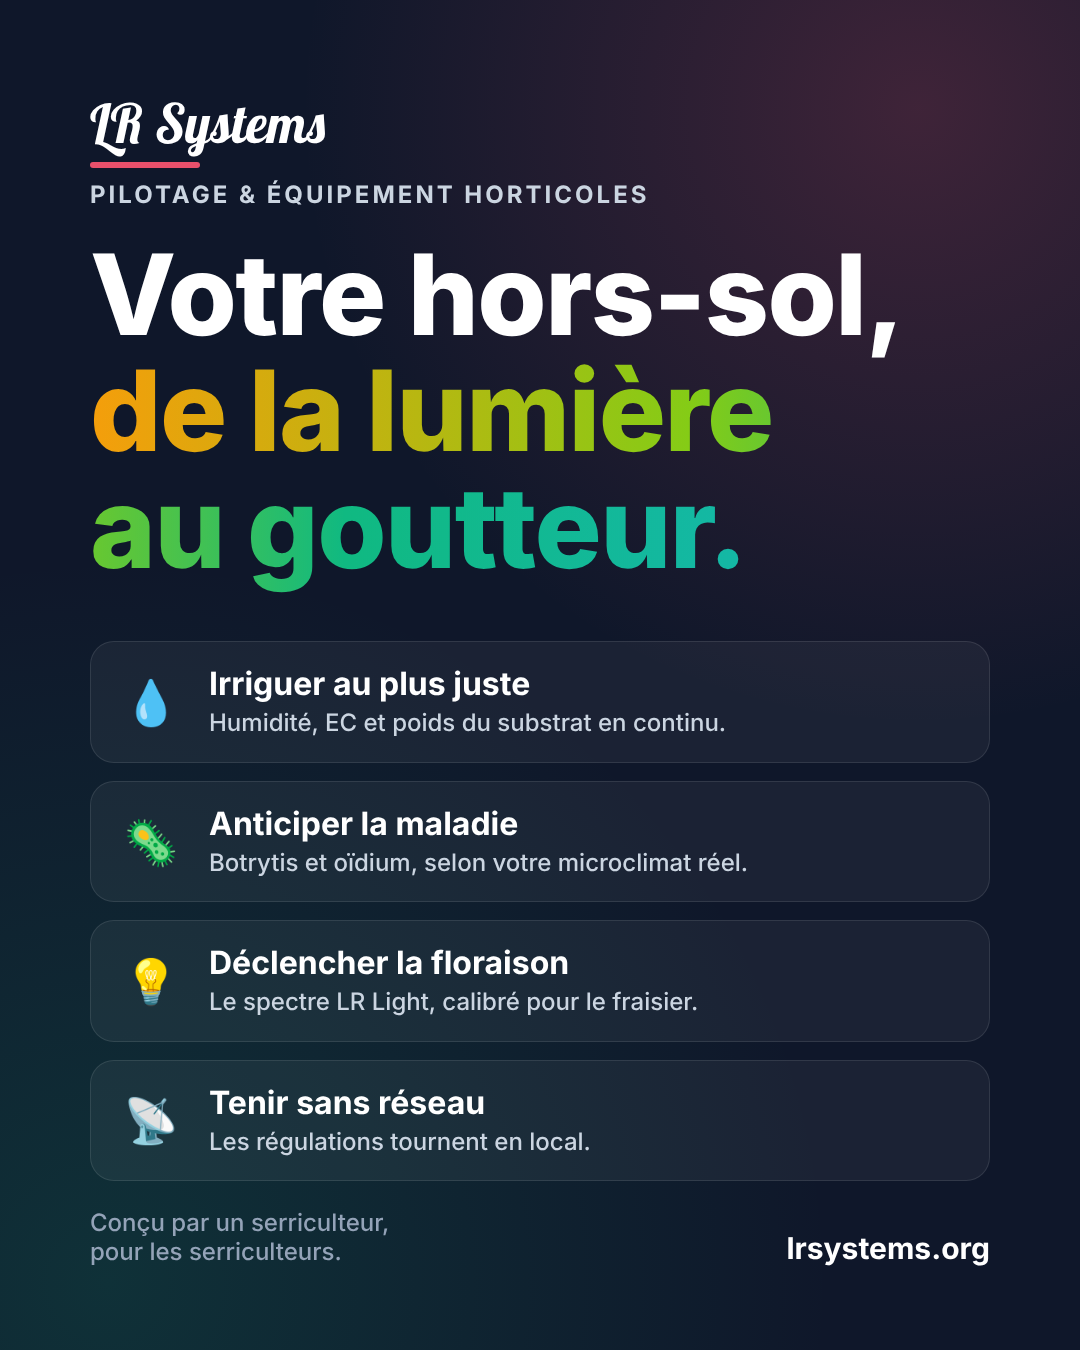 LR Systems
PILOTAGE & ÉQUIPEMENT HORTICOLES
Votre hors-sol,
de la lumière
au goutteur.
Irriguer au plus juste
Humidité, EC et poids du substrat en continu.
Anticiper la maladie
Botrytis et oïdium, selon votre microclimat réel.
Déclencher la floraison
Le spectre LR Light, calibré pour le fraisier.
Tenir sans réseau
Les régulations tournent en local.
Conçu par un serriculteur,
pour les serriculteurs.
lrsystems.org